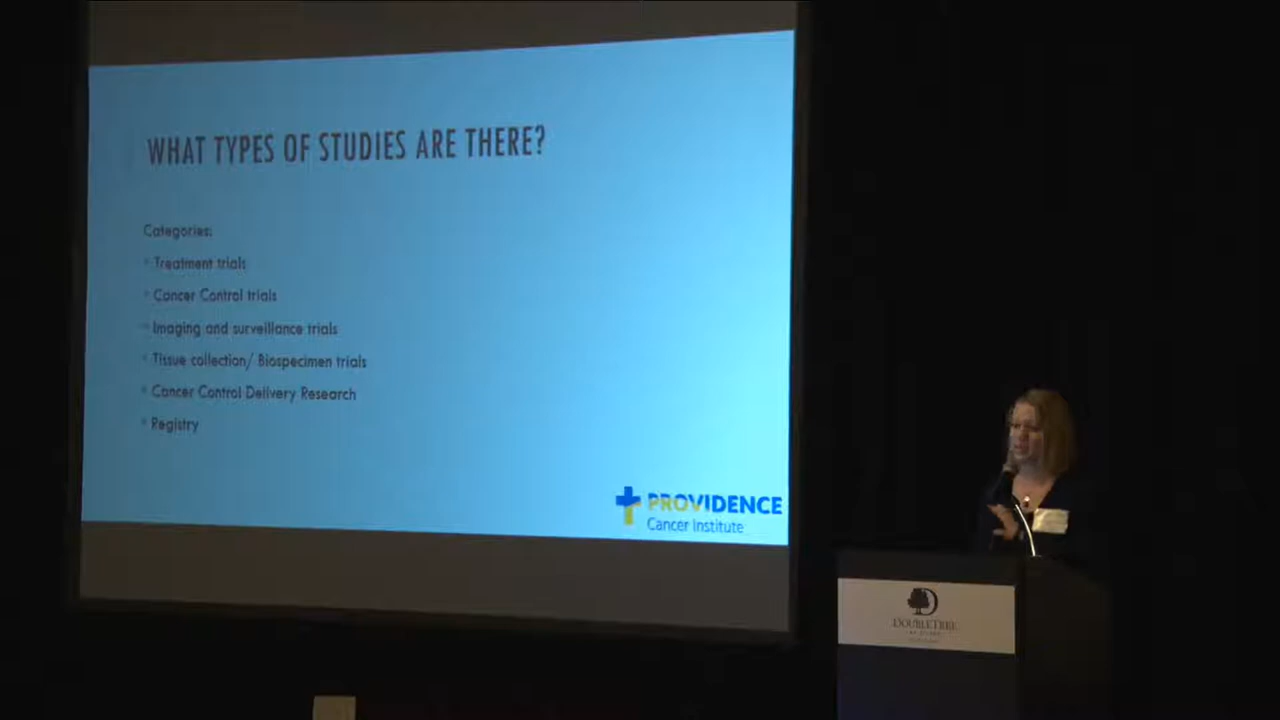 WHAT TYPES OF STUDIES ARE THERE?
Categories:
Treatment trials
Cancer Control trials
Imaging and surveillance trials
Tissue collection/ Biospecimen trials
Cancer Control Delivery Research
Registry
PROVIDENCE
Cancer Institute
DOUBLETREE